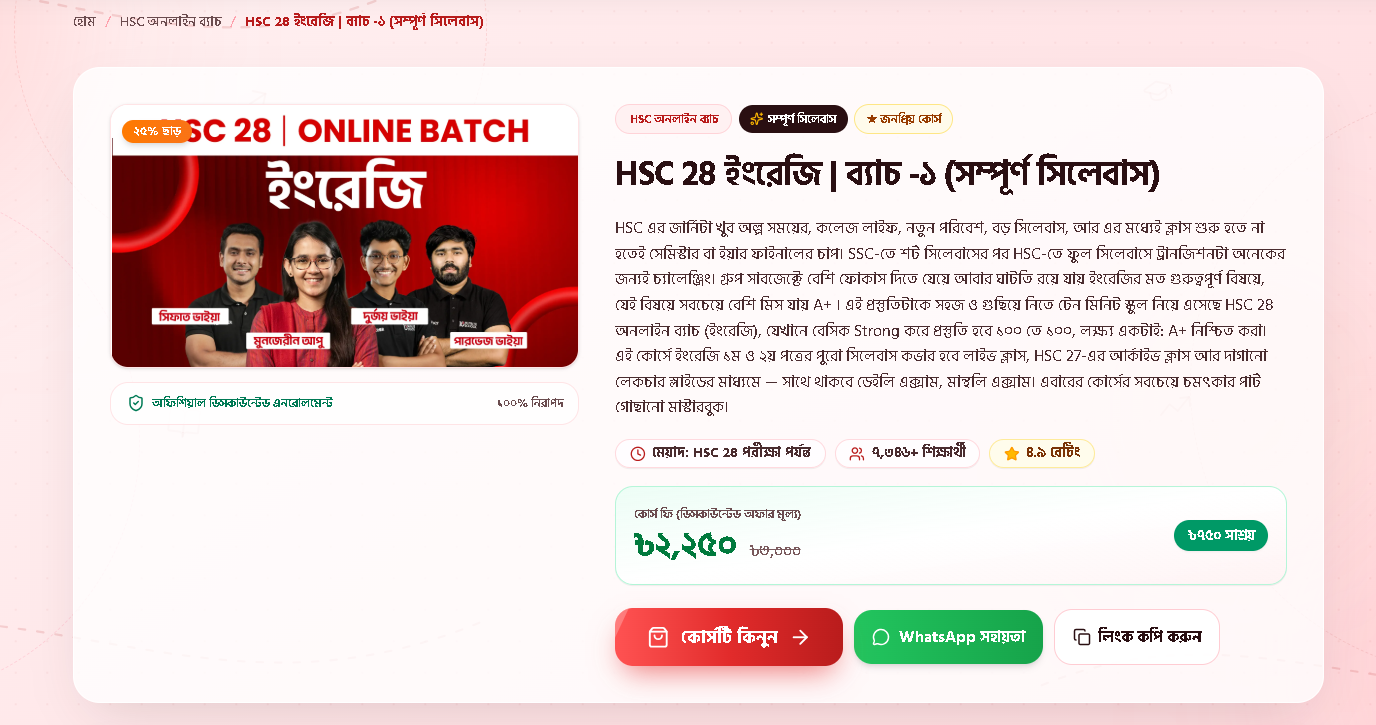 হোম / HSC অনলাইন ব্যাচ / HSC 28 ইংরেজি | ব্যাচ -১ (সম্পূর্ণ সিলেবাস)
২৫% ছাড়
SC 28 | ONLINE BATCH
ইংরেজি
সিফাত ভাইয়া
মুনজেরীন আপু
দুর্জয় ভাইয়া
পারভেজ ভাইয়া
অফিশিয়াল ডিসকাউন্টেড এনরোলমেন্ট
১০০% নিরাপদ
HSC অনলাইন ব্যাচ
সম্পূর্ণ সিলেবাস
★ জনপ্রিয় কোর্স
HSC 28 ইংরেজি | ব্যাচ -১ (সম্পূর্ণ সিলেবাস)
HSC এর জার্নিটা খুব অল্প সময়ের, কলেজ লাইফ, নতুন পরিবেশ, বড় সিলেবাস, আর এর মধ্যেই ক্লাস শুরু হতে না
হতেই সেমিস্টার বা ইয়ার ফাইনালের চাপ। SSC-তে শর্ট সিলেবাসের পর HSC-তে ফুল সিলেবাসে ট্রানজিশনটা অনেকের
জন্যই চ্যালেঞ্জিং। গ্রুপ সাবজেক্টে বেশি ফোকাস দিতে যেয়ে আবার ঘাটতি রয়ে যায় ইংরেজির মত গুরুত্বপূর্ণ বিষয়ে,
যেই বিষয়ে সবচেয়ে বেশি মিস যায় A+ । এই প্রস্তুতিটাকে সহজ ও গুছিয়ে নিতে টেন মিনিট স্কুল নিয়ে এসেছে HSC 28
অনলাইন ব্যাচ (ইংরেজি), যেখানে বেসিক Strong করে প্রস্তুতি হবে ১০০ তে ১০০, লক্ষ্য একটাই: A+ নিশ্চিত করা।
এই কোর্সে ইংরেজি ১ম ও ২য় পত্রের পুরো সিলেবাস কভার হবে লাইভ ক্লাস, HSC 27-এর আর্কাইভ ক্লাস আর দাগানো
লেকচার স্লাইডের মাধ্যমে — সাথে থাকবে ডেইলি এক্সাম, মান্থলি এক্সাম। এবারের কোর্সের সবচেয়ে চমৎকার পার্ট
গোছানো মাস্টারবুক।
মেয়াদ: HSC 28 পরীক্ষা পর্যন্ত
৭,৩৪৬+ শিক্ষার্থী
৪.৯ রেটিং
কোর্স ফি (ডিসকাউন্টেড অফার মূল্য)
৳২,২৫০ ৳৩,০০০
৳৭৫০ সাশ্রয়
কোর্সটি কিনুন →
WhatsApp সহায়তা
লিংক কপি করুন